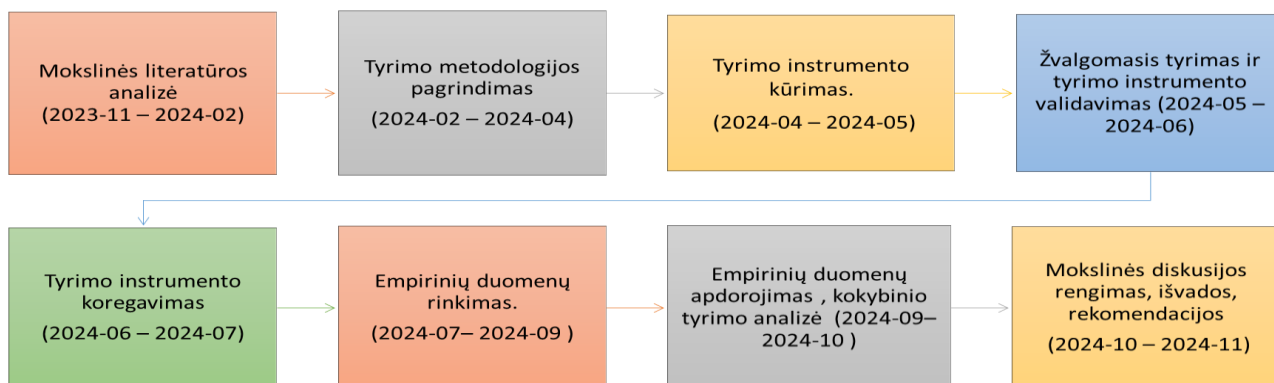 Mokslinės literatūros
analizė
(2023-11 – 2024-02)
Tyrimo metodologijos
pagrindimas
(2024-02 – 2024-04)
Tyrimo instrumento
kūrimas.
(2024-04 – 2024-05)
Žvalgomasis tyrimas ir
tyrimo instrumento
validavimas (2024-05 –
2024-06)
Tyrimo instrumento
koregavimas
(2024-06 – 2024-07)
Empirinių duomenų
rinkimas.
(2024-07– 2024-09 )
Empirinių duomenų
apdorojimas , kokybinio
tyrimo analizė (2024-09–
2024-10 )
Mokslinės diskusijos
rengimas, išvados,
rekomendacijos
(2024-10 – 2024-11)